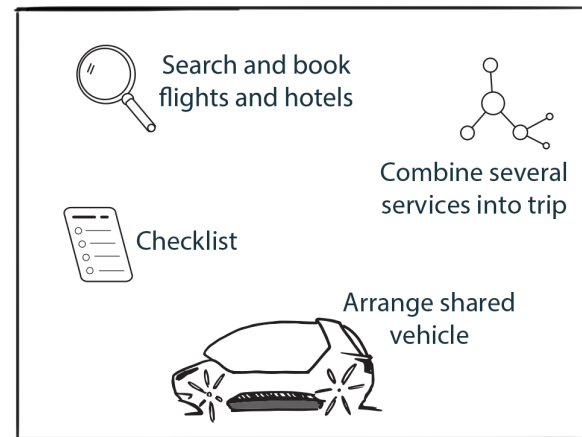 Search and book
flights and hotels
Combine several
services into trip
Checklist
Arrange shared
vehicle